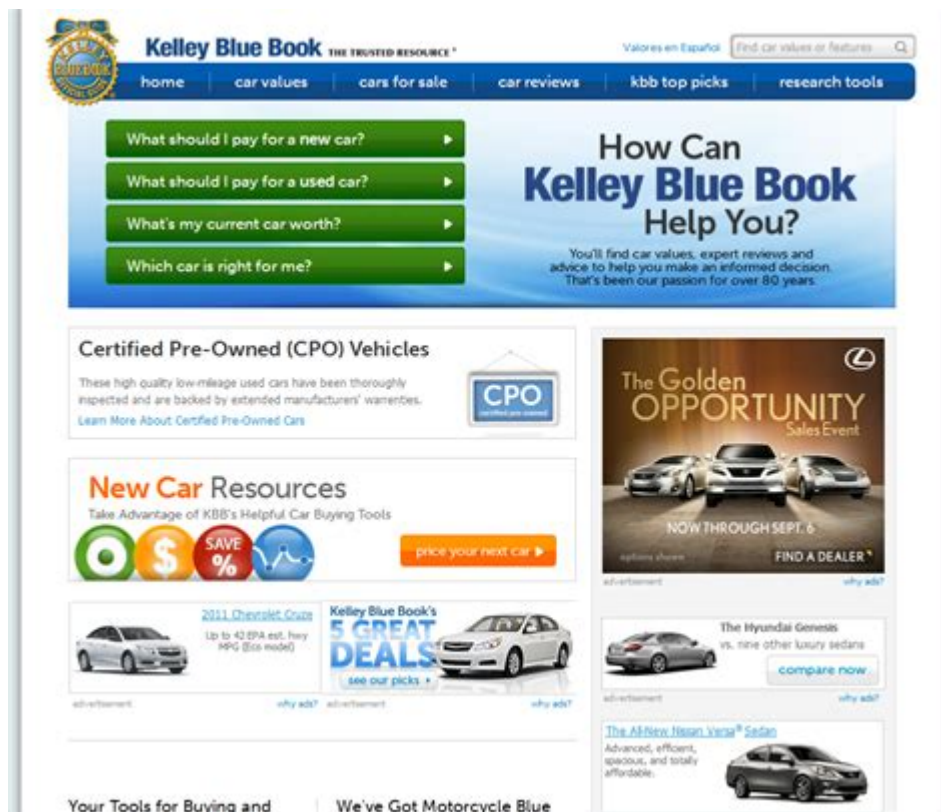 KELLEY
BLUE BOOK
OFFICIAL GUIDE
Kelley Blue Book THE TRUSTED RESOURCE®
Valores en Español
Find car values or features
home
car values
cars for sale
car reviews
kbb top picks
research tools
What should I pay for a new car?
What should I pay for a used car?
What's my current car worth?
Which car is right for me?
How Can
Kelley Blue Book
Help You?
You'll find car values, expert reviews and
advice to help you make an informed decision.
That's been our passion for over 80 years.
Certified Pre-Owned (CPO) Vehicles
These high quality low-mileage used cars have been thoroughly
inspected and are backed by extended manufacturers' warrenties.
Learn More About Certified Pre-Owned Cars
CPO
certified pre-owned
New Car Resources
Take Advantage of KBB's Helpful Car Buying Tools
$
SAVE
%
price your next car
The Golden
OPPORTUNITY
Sales Event
NOW THROUGH SEPT. 6
options shown
FIND A DEALER
advertisement
why ads?
2011 Chevrolet Cruze
Up to 42 EPA est. hwy
MPG (Eco model)
advertisement
why ads?
Kelley Blue Book's
5 GREAT
DEALS
see our picks
advertisement
why ads?
The Hyundai Genesis
vs. nine other luxury sedans
compare now
advertisement
why ads?
The All-New Nissan Versa® Sedan
Advanced, efficient,
spacious, and totally
affordable.
Your Tools for Buying and
We've Got Motorcycle Blue